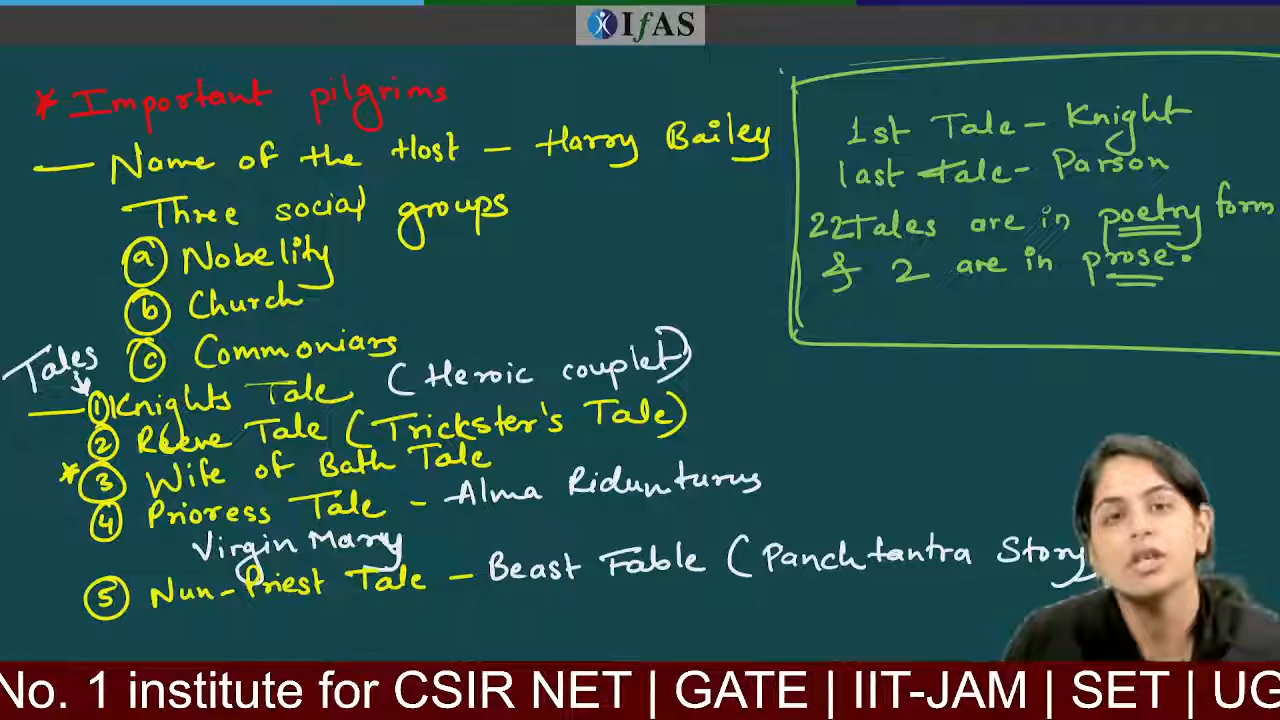 IfAS
* Important pilgrims
— Name of the Host - Harry Bailey
Three social groups
(a) Nobelity
(b) Church
(c) Commonians
Tales
— (1) Knights Tale (Heroic couplet)
(2) Reeve Tale (Trickster's Tale)
* (3) Wife of Bath Tale
(4) Prioress Tale - Alma Ridunturus
Virgin Mary
(5) Nun-Priest Tale - Beast Fable (Panchtantra Story
1st Tale - Knight
last Tale - Parson
22 Tales are in poetry form
& 2 are in prose.
No. 1 institute for CSIR NET | GATE | IIT-JAM | SET | UG